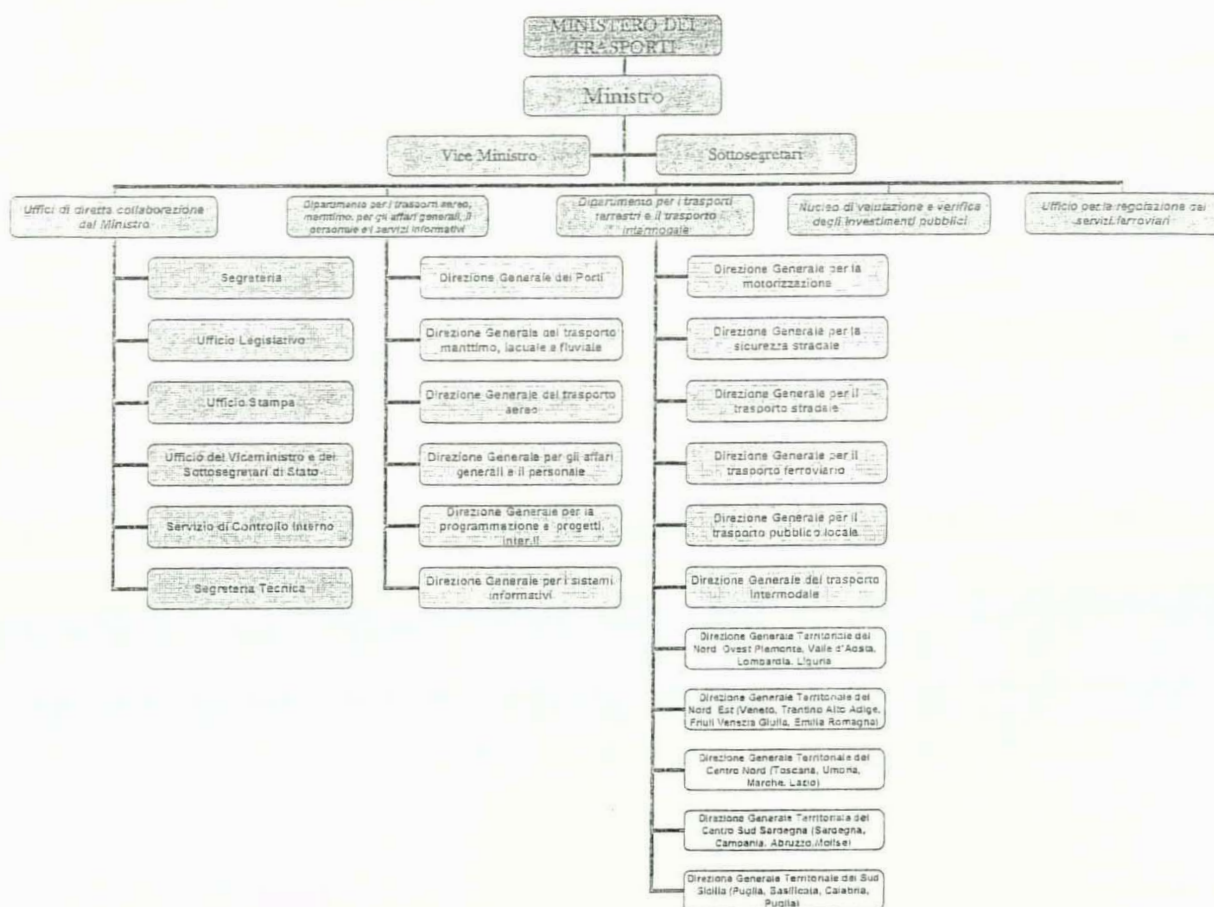 MINISTERO DEI
TRASPORTI
Ministro
Vice Ministro
Sottosegretari
Uffici di diretta collaborazione
del Ministro
Dipartimento per i trasporti aereo,
marittimo, per gli affari generali, il
personale e i servizi informativi
Dipartimento per i trasporti
terrestri e il trasporto
intermodale
Nucleo di valutazione e verifica
degli investimenti pubblici
Ufficio per la regolazione dei
servizi ferroviari
Segreteria
Ufficio Legislativo
Ufficio Stampa
Ufficio del Viceministro e dei
Sottosegretari di Stato
Servizio di Controllo Interno
Segreteria Tecnica
Direzione Generale dei Porti
Direzione Generale del trasporto
marittimo, lacuale e fluviale
Direzione Generale del trasporto
aereo
Direzione Generale per gli affari
generali e il personale
Direzione Generale per la
programmazione e progetti
Inter.li
Direzione Generale per i sistemi
informativi
Direzione Generale per la
motorizzazione
Direzione Generale per la
sicurezza stradale
Direzione Generale per il
trasporto stradale
Direzione Generale per il
trasporto ferroviario
Direzione Generale per il
trasporto pubblico locale
Direzione Generale del trasporto
Intermodale
Direzione Generale Territoriale del
Nord Ovest Piemonte, Valle d'Aosta,
Lombardia, Liguria
Direzione Generale Territoriale del
Nord Est (Veneto, Trentino Alto Adige,
Friuli Venezia Giulia, Emilia Romagna)
Direzione Generale Territoriale del
Centro Nord (Toscana, Umbria,
Marche, Lazio)
Direzione Generale Territoriale del
Centro Sud Sardegna (Sardegna,
Campania, Abruzzo, Molise)
Direzione Generale Territoriale del Sud
Sicilia (Puglia, Basilicata, Calabria,
Puglia)